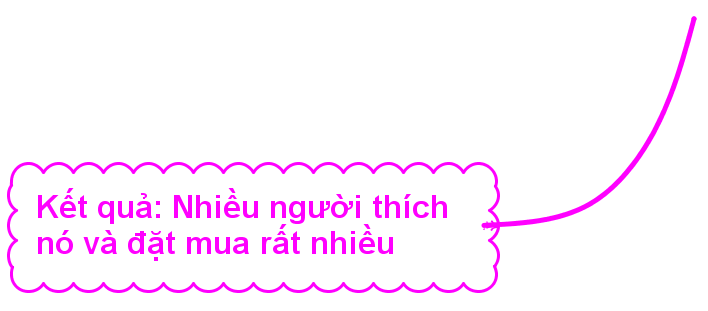 Kết quả: Nhiều người thích
nó và đặt mua rất nhiều